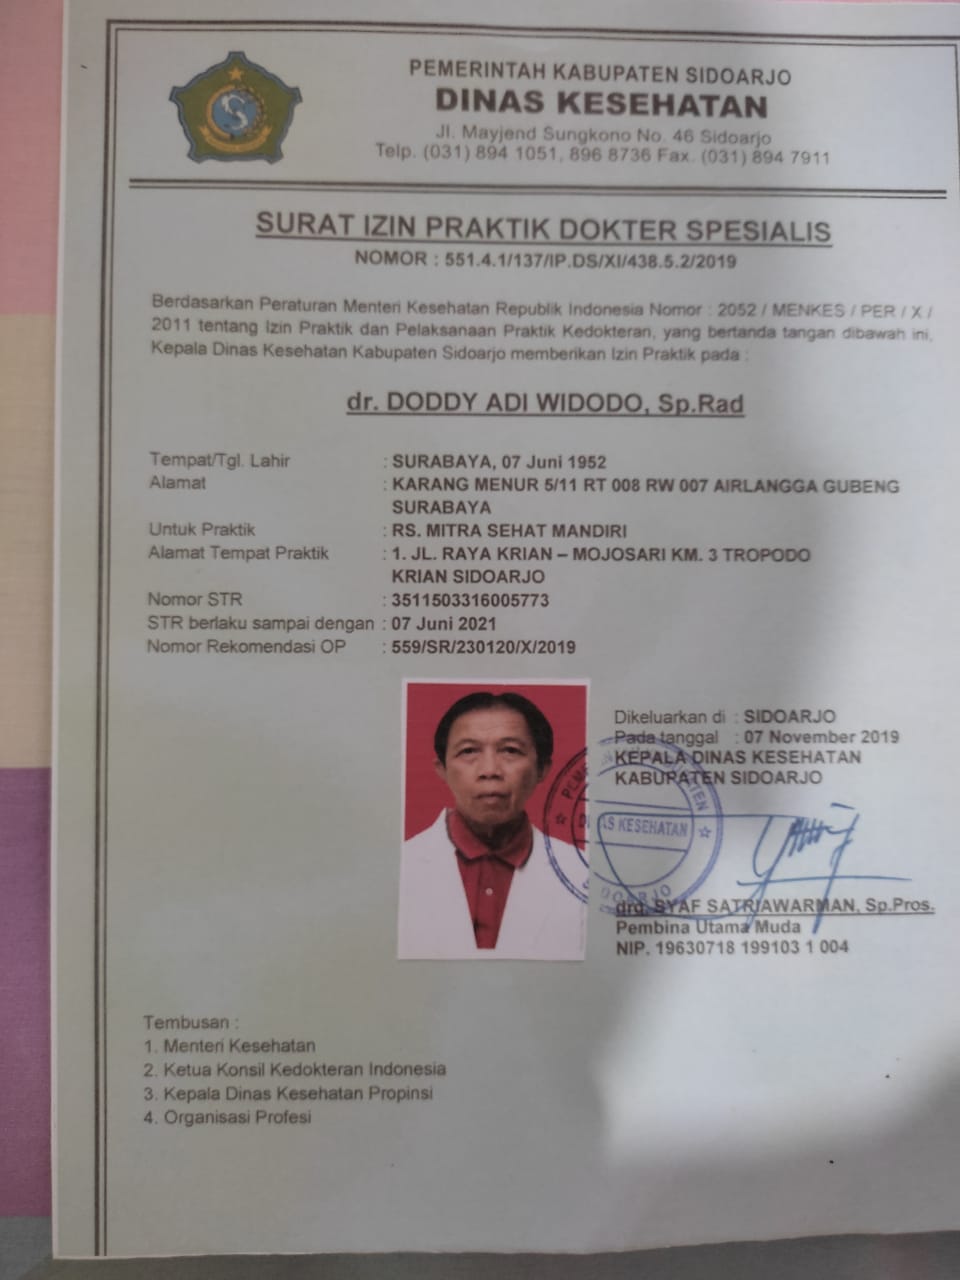 PEMERINTAH KABUPATEN SIDOARJO
DINAS KESEHATAN
Jl. Mayjend Sungkono No. 46 Sidoarjo
Telp. (031) 894 1051, 896 8736 Fax. (031) 894 7911
SURAT IZIN PRAKTIK DOKTER SPESIALIS
NOMOR : 551.4.1/137/IP.DS/XI/438.5.2/2019
Berdasarkan Peraturan Menteri Kesehatan Republik Indonesia Nomor : 2052 / MENKES / PER / X /
2011 tentang Izin Praktik dan Pelaksanaan Praktik Kedokteran, yang bertanda tangan dibawah ini,
Kepala Dinas Kesehatan Kabupaten Sidoarjo memberikan Izin Praktik pada :
dr. DODDY ADI WIDODO, Sp.Rad
Tempat/Tgl. Lahir : SURABAYA, 07 Juni 1952
Alamat : KARANG MENUR 5/11 RT 008 RW 007 AIRLANGGA GUBENG
SURABAYA
Untuk Praktik : RS. MITRA SEHAT MANDIRI
Alamat Tempat Praktik : 1. JL. RAYA KRIAN – MOJOSARI KM. 3 TROPODO
KRIAN SIDOARJO
Nomor STR : 3511503316005773
STR berlaku sampai dengan : 07 Juni 2021
Nomor Rekomendasi OP : 559/SR/230120/X/2019
Dikeluarkan di : SIDOARJO
Pada tanggal : 07 November 2019
KEPALA DINAS KESEHATAN
KABUPATEN SIDOARJO
DINAS KESEHATAN
drg. SYAF SATRIAWARMAN, Sp.Pros.
Pembina Utama Muda
NIP. 19630718 199103 1 004
Tembusan :
1. Menteri Kesehatan
2. Ketua Konsil Kedokteran Indonesia
3. Kepala Dinas Kesehatan Propinsi
4. Organisasi Profesi